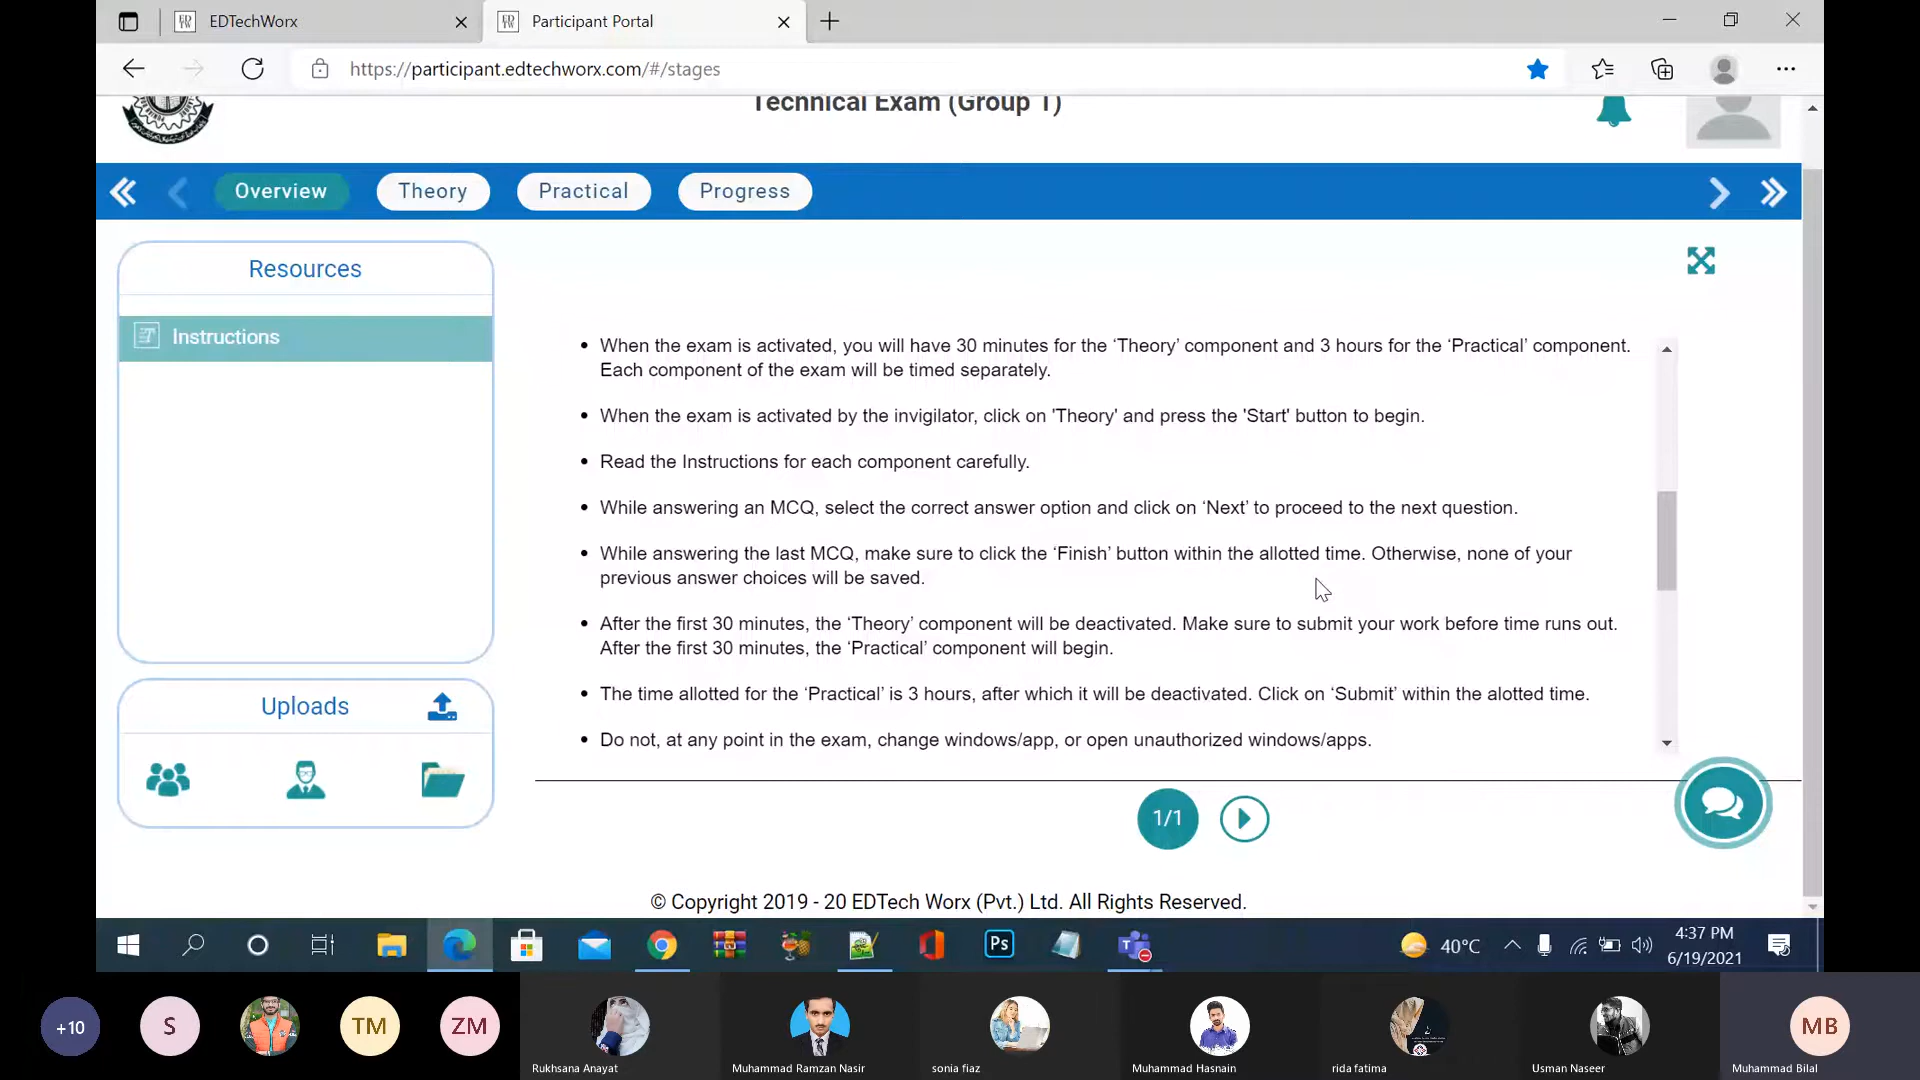 EDTechWorx
Participant Portal
https://participant.edtechworx.com/#/stages
Technical Exam (Group 1)
Overview
Theory
Practical
Progress
Resources
Instructions
• When the exam is activated, you will have 30 minutes for the ‘Theory’ component and 3 hours for the ‘Practical’ component.
Each component of the exam will be timed separately.
• When the exam is activated by the invigilator, click on 'Theory' and press the 'Start' button to begin.
• Read the Instructions for each component carefully.
• While answering an MCQ, select the correct answer option and click on ‘Next’ to proceed to the next question.
• While answering the last MCQ, make sure to click the ‘Finish’ button within the allotted time. Otherwise, none of your
previous answer choices will be saved.
• After the first 30 minutes, the ‘Theory’ component will be deactivated. Make sure to submit your work before time runs out.
After the first 30 minutes, the ‘Practical’ component will begin.
• The time allotted for the ‘Practical’ is 3 hours, after which it will be deactivated. Click on ‘Submit’ within the alotted time.
• Do not, at any point in the exam, change windows/app, or open unauthorized windows/apps.
Uploads
1/1
© Copyright 2019 - 20 EDTech Worx (Pvt.) Ltd. All Rights Reserved.
Ps
40°C
4:37 PM
6/19/2021
+10
S
TM
ZM
MB
Rukhsana Anayat
Muhammad Ramzan Nasir
sonia fiaz
Muhammad Hasnain
rida fatima
Usman Naseer
Muhammad Bilal